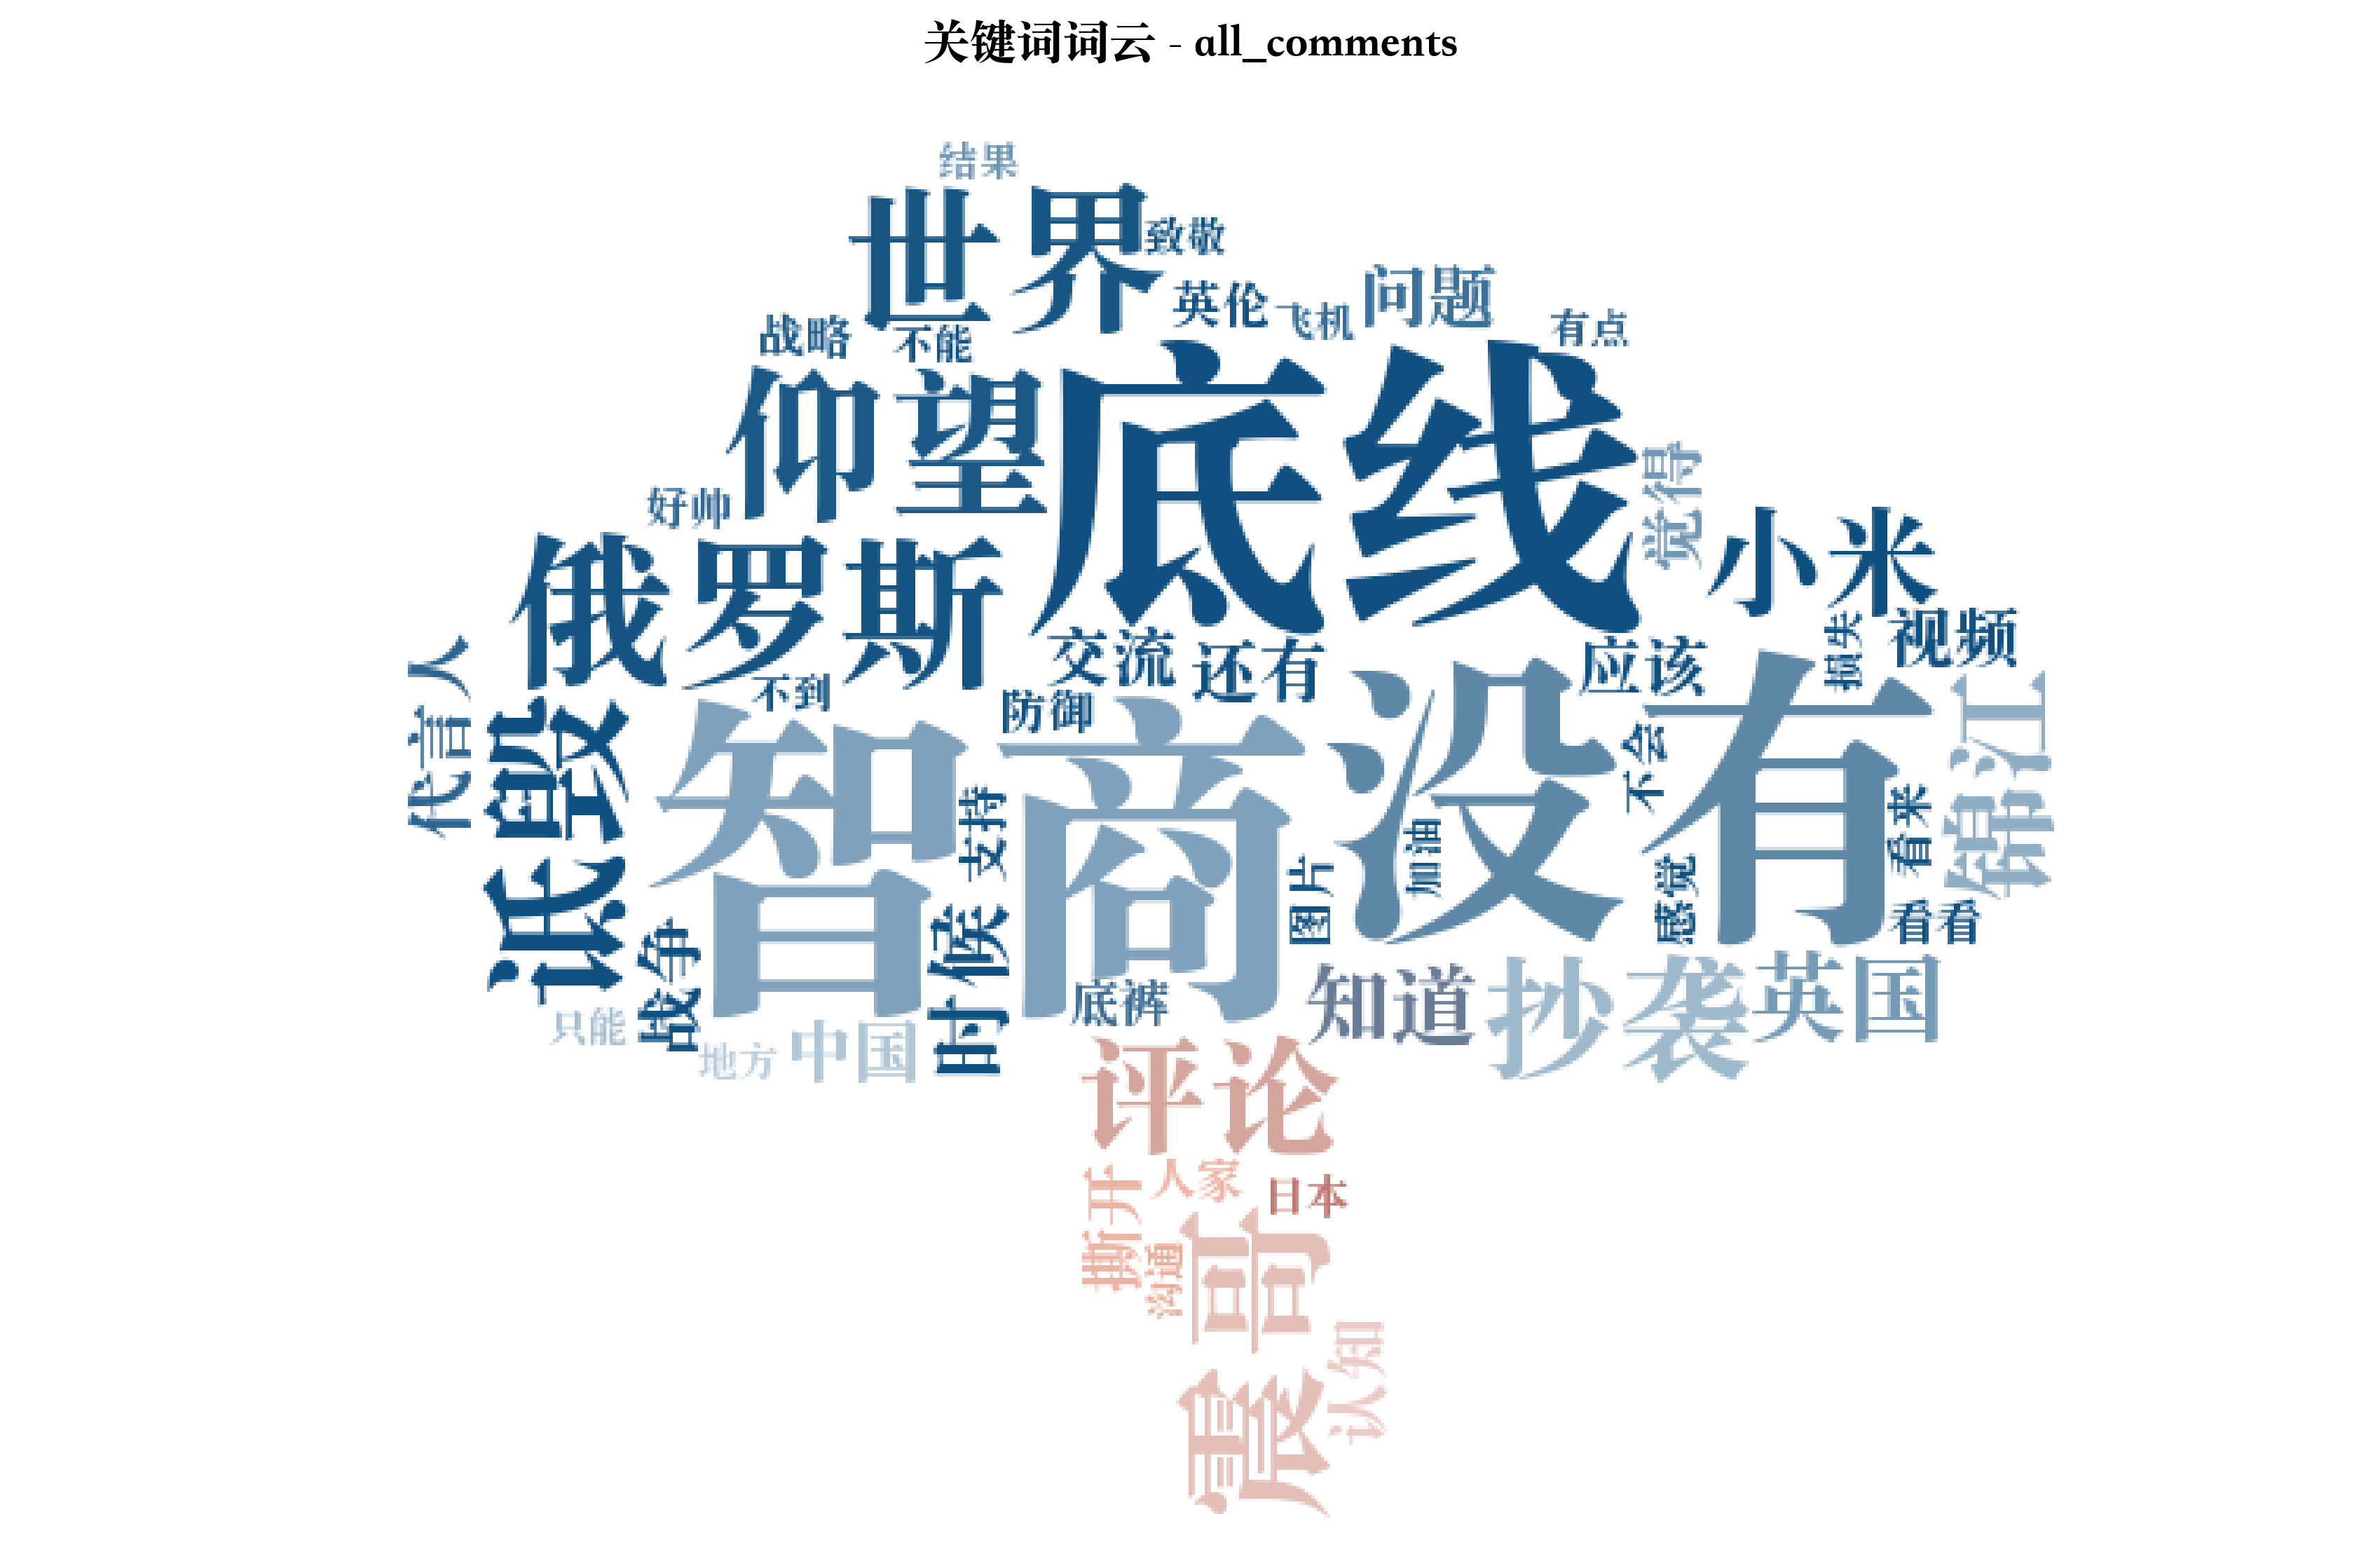 关键词词云 - all_comments
结果
世界
致敬
英伦
飞机
问题
有点
战略
不能
仰望
底线
觉得
好帅
俄罗斯
小米
代言人
不到
交流
还有
应该
损失
视频
防御
诋毁
智商
没有
不会
锦江
支持
图片
加油
感觉
看来
看看
战争
时候
底裤
知道
抄袭
英国
只能
地方
中国
评论
撕开
人家
日本
沟通
震哥
认知